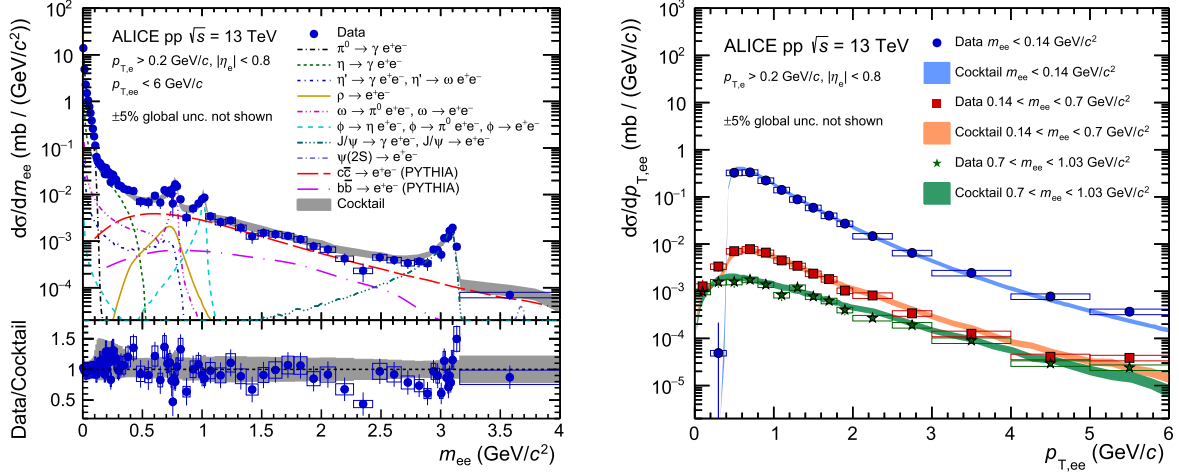 dσ/dm_ee (mb / (GeV/c²))
10²
10
1
10⁻¹
10⁻²
10⁻³
10⁻⁴
ALICE pp √s = 13 TeV
p_T,e > 0.2 GeV/c, |η_e| < 0.8
p_T,ee < 6 GeV/c
±5% global unc. not shown
Data
π⁰ → γ e⁺e⁻
η → γ e⁺e⁻
η' → γ e⁺e⁻, η' → ω e⁺e⁻
ρ → e⁺e⁻
ω → π⁰ e⁺e⁻, ω → e⁺e⁻
ϕ → η e⁺e⁻, ϕ → π⁰ e⁺e⁻, ϕ → e⁺e⁻
J/ψ → γ e⁺e⁻, J/ψ → e⁺e⁻
ψ(2S) → e⁺e⁻
cc̄ → e⁺e⁻ (PYTHIA)
bb̄ → e⁺e⁻ (PYTHIA)
Cocktail
Data/Cocktail
1.5
1
0.5
0 0.5 1 1.5 2 2.5 3 3.5 4
m_ee (GeV/c²)
dσ/dp_T,ee (mb / (GeV/c))
10³
10²
10
1
10⁻¹
10⁻²
10⁻³
10⁻⁴
10⁻⁵
ALICE pp √s = 13 TeV
p_T,e > 0.2 GeV/c, |η_e| < 0.8
±5% global unc. not shown
Data m_ee < 0.14 GeV/c²
Cocktail m_ee < 0.14 GeV/c²
Data 0.14 < m_ee < 0.7 GeV/c²
Cocktail 0.14 < m_ee < 0.7 GeV/c²
Data 0.7 < m_ee < 1.03 GeV/c²
Cocktail 0.7 < m_ee < 1.03 GeV/c²
0 1 2 3 4 5 6
p_T,ee (GeV/c)